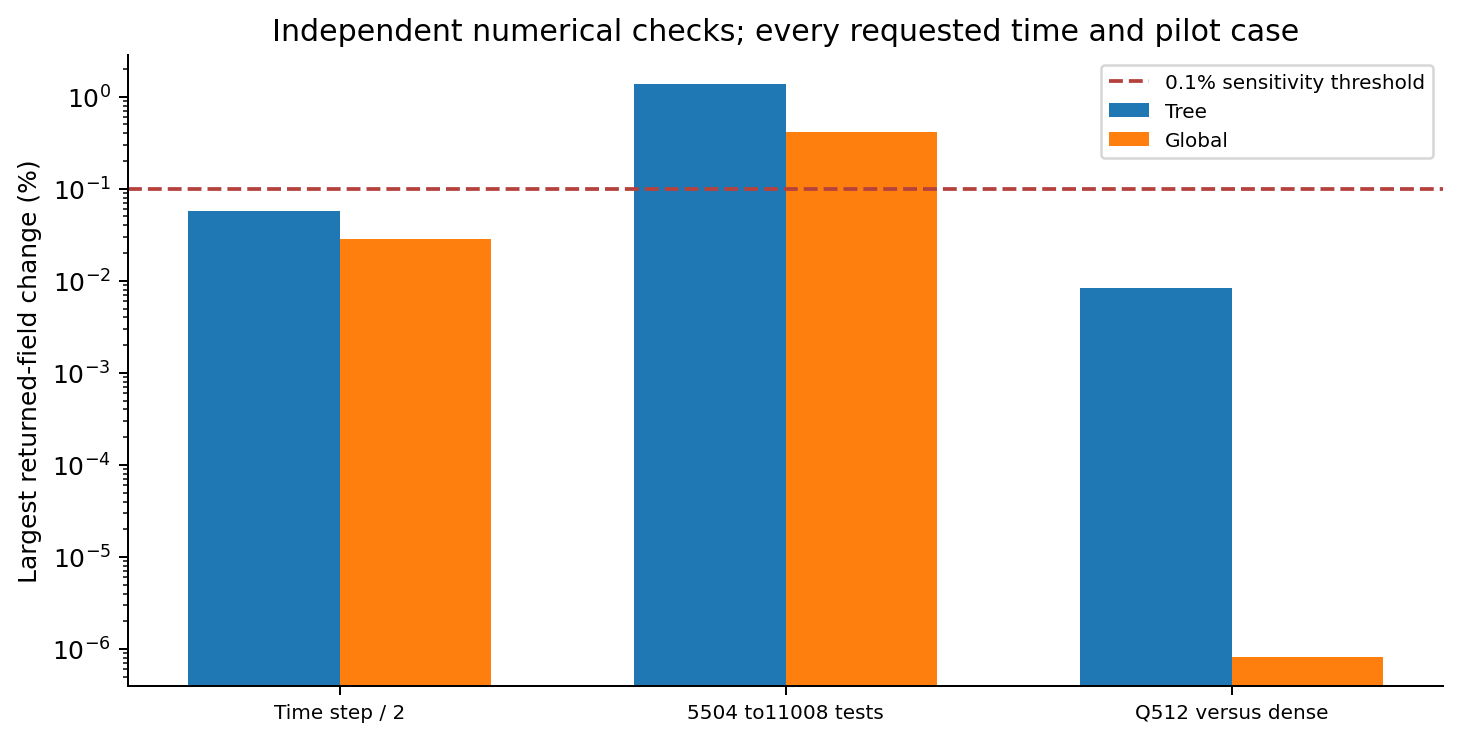 Independent numerical checks; every requested time and pilot case
0.1% sensitivity threshold
Tree
Global
Largest returned-field change (%)
10⁰
10⁻¹
10⁻²
10⁻³
10⁻⁴
10⁻⁵
10⁻⁶
Time step / 2
5504 to11008 tests
Q512 versus dense